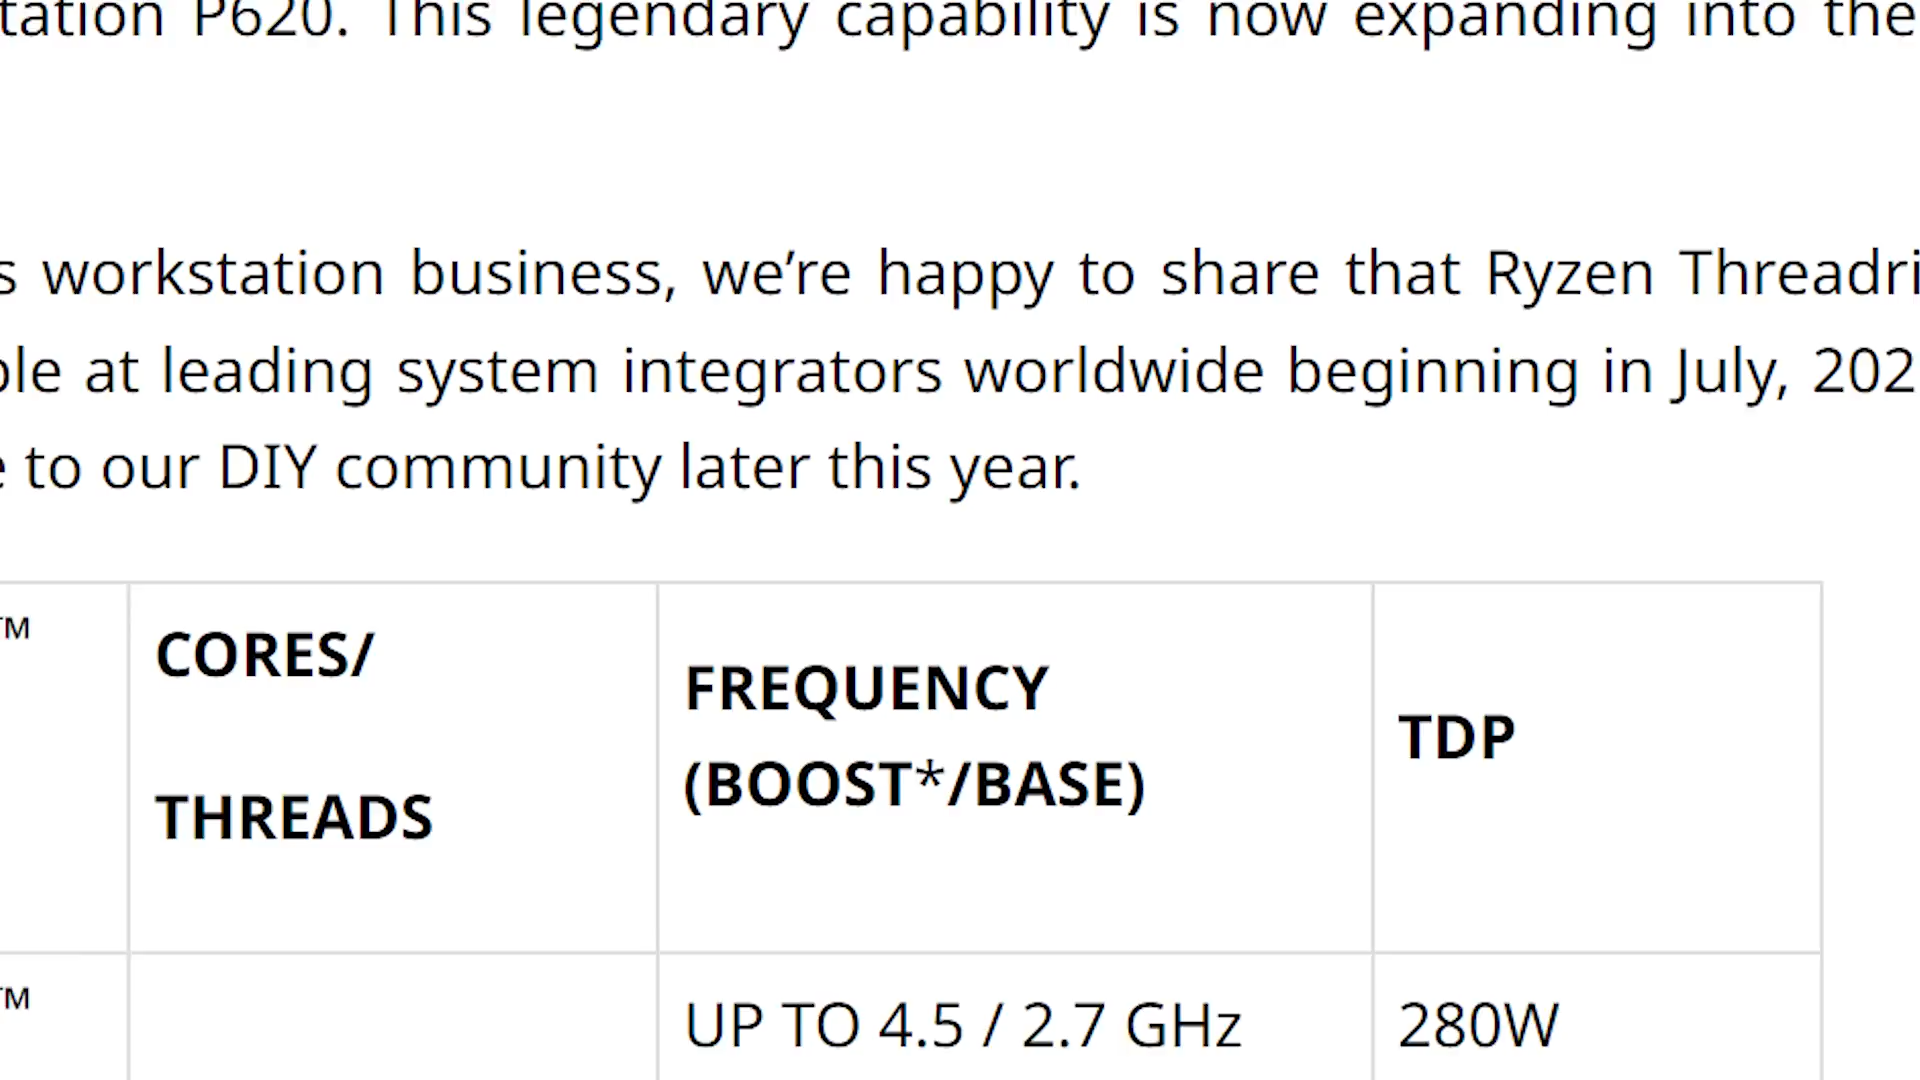 tation P620. This legendary capability is now expanding into the
s workstation business, we’re happy to share that Ryzen Threadri
ble at leading system integrators worldwide beginning in July, 202
e to our DIY community later this year.
™
CORES/
THREADS
FREQUENCY
(BOOST*/BASE)
TDP
™
UP TO 4.5 / 2.7 GHz
280W